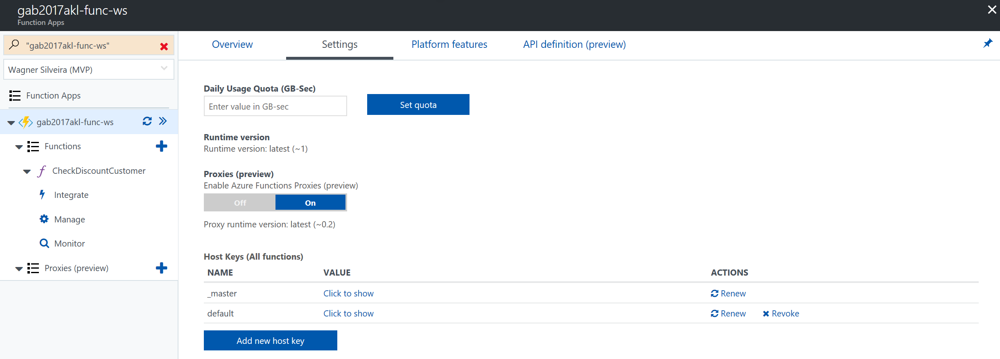 gab2017akl-func-ws
Function Apps
"gab2017akl-func-ws"
Wagner Silveira (MVP)
Function Apps
gab2017akl-func-ws
Functions
CheckDiscountCustomer
Integrate
Manage
Monitor
Proxies (preview)
Overview Settings Platform features API definition (preview)
Daily Usage Quota (GB-Sec)
Enter value in GB-sec Set quota
Runtime version
Runtime version: latest (~1)
Proxies (preview)
Enable Azure Functions Proxies (preview)
Off On
Proxy runtime version: latest (~0.2)
Host Keys (All functions)
NAME VALUE ACTIONS
_master Click to show Renew
default Click to show Renew Revoke
Add new host key